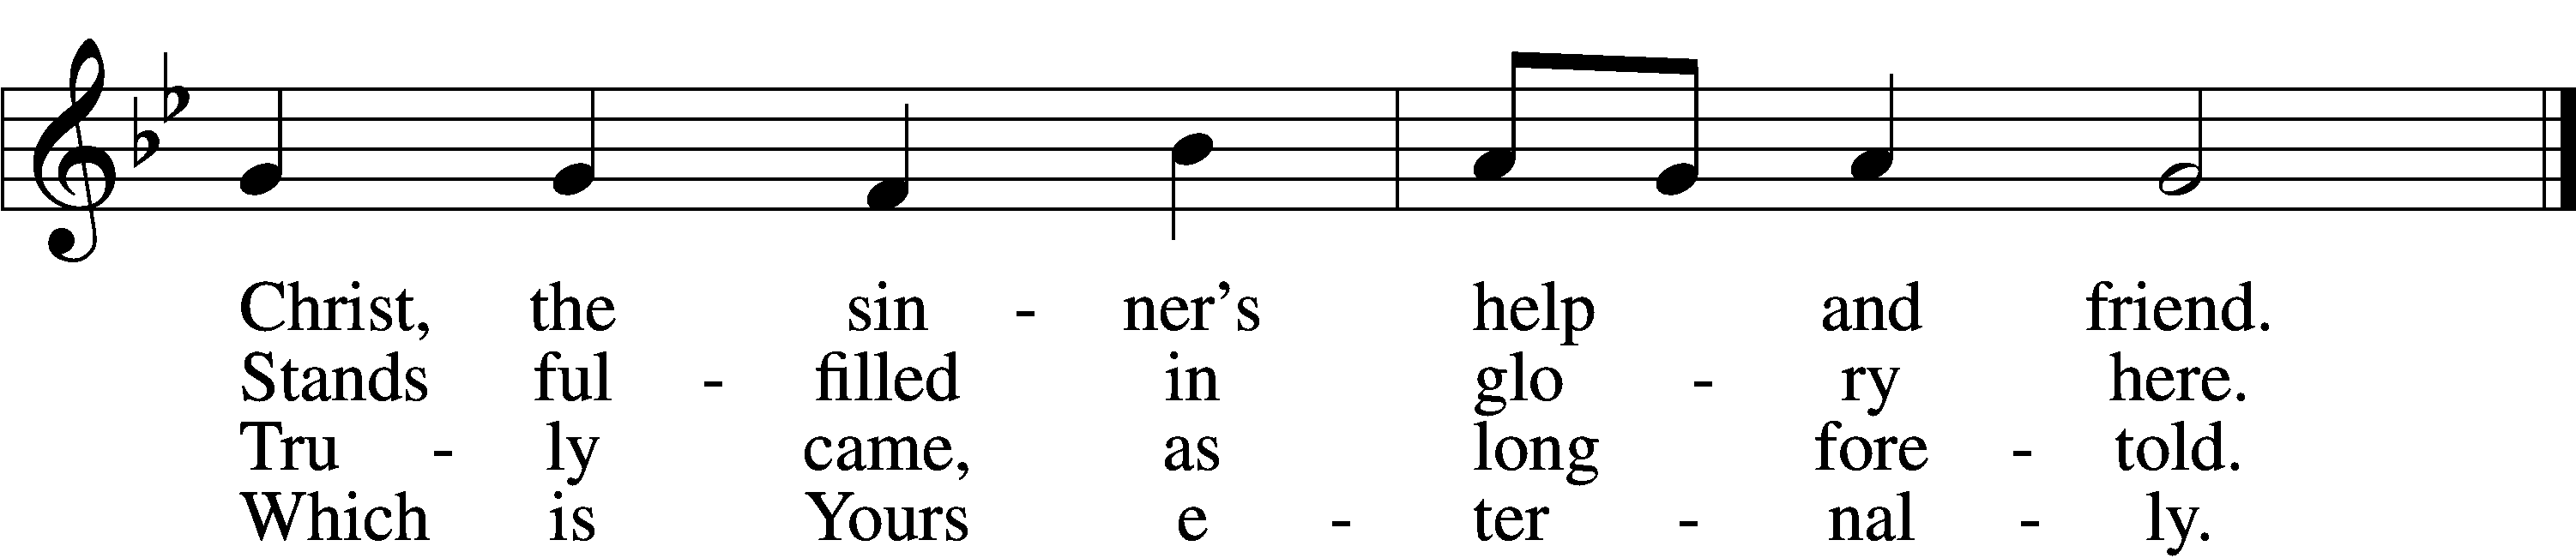 Christ, the sin - ner's help and friend.
Stands ful - filled in glo - ry here.
Tru - ly came, as long fore - told.
Which is Yours e - ter - nal - ly.